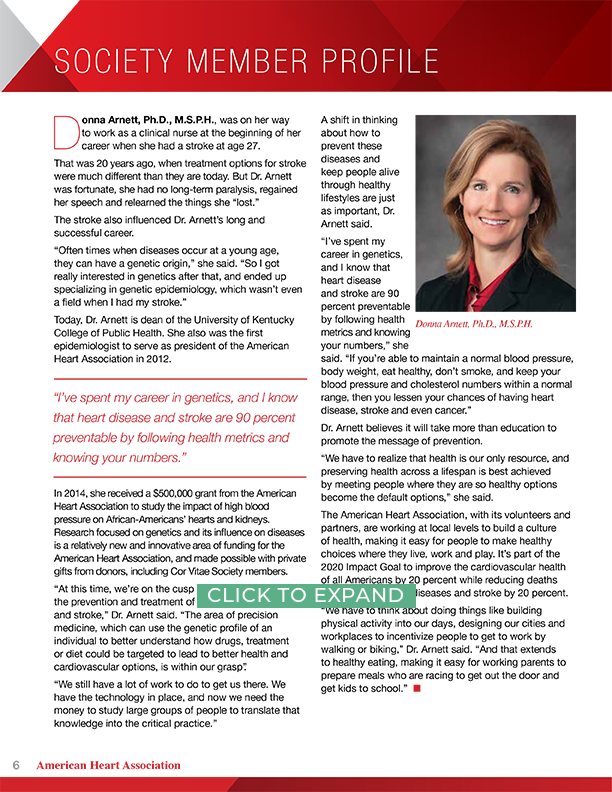 SOCIETY MEMBER PROFILE
Donna Arnett, Ph.D., M.S.P.H., was on her way
to work as a clinical nurse at the beginning of her
career when she had a stroke at age 27.
That was 20 years ago, when treatment options for stroke
were much different than they are today. But Dr. Arnett
was fortunate, she had no long-term paralysis, regained
her speech and relearned the things she “lost.”
The stroke also influenced Dr. Arnett’s long and
successful career.
“Often times when diseases occur at a young age,
they can have a genetic origin,” she said. “So I got
really interested in genetics after that, and ended up
specializing in genetic epidemiology, which wasn’t even
a field when I had my stroke.”
Today, Dr. Arnett is dean of the University of Kentucky
College of Public Health. She also was the first
epidemiologist to serve as president of the American
Heart Association in 2012.
“I’ve spent my career in genetics, and I know
that heart disease and stroke are 90 percent
preventable by following health metrics and
knowing your numbers.”
In 2014, she received a $500,000 grant from the American
Heart Association to study the impact of high blood
pressure on African-Americans’ hearts and kidneys.
Research focused on genetics and its influence on diseases
is a relatively new and innovative area of funding for the
American Heart Association, and made possible with private
gifts from donors, including Cor Vitae Society members.
“At this time, we’re on the cusp
the prevention and treatment of
and stroke,” Dr. Arnett said. “The area of precision
medicine, which can use the genetic profile of an
individual to better understand how drugs, treatment
or diet could be targeted to lead to better health and
cardiovascular options, is within our grasp”.
“We still have a lot of work to do to get us there. We
have the technology in place, and now we need the
money to study large groups of people to translate that
knowledge into the critical practice.”
A shift in thinking
about how to
prevent these
diseases and
keep people alive
through healthy
lifestyles are just
as important, Dr.
Arnett said.
“I’ve spent my
career in genetics,
and I know that
heart disease
and stroke are 90
percent preventable
by following health
metrics and knowing
your numbers,” she
said. “If you’re able to maintain a normal blood pressure,
body weight, eat healthy, don’t smoke, and keep your
blood pressure and cholesterol numbers within a normal
range, then you lessen your chances of having heart
disease, stroke and even cancer.”
Donna Arnett, Ph.D., M.S.P.H.
Dr. Arnett believes it will take more than education to
promote the message of prevention.
“We have to realize that health is our only resource, and
preserving health across a lifespan is best achieved
by meeting people where they are so healthy options
become the default options,” she said.
The American Heart Association, with its volunteers and
partners, are working at local levels to build a culture
of health, making it easy for people to make healthy
choices where they live, work and play. It’s part of the
2020 Impact Goal to improve the cardiovascular health
of all Americans by 20 percent while reducing deaths
diseases and stroke by 20 percent.
CLICK TO EXPAND
“We have to think about doing things like building
physical activity into our days, designing our cities and
workplaces to incentivize people to get to work by
walking or biking,” Dr. Arnett said. “And that extends
to healthy eating, making it easy for working parents to
prepare meals who are racing to get out the door and
get kids to school.”
6 American Heart Association